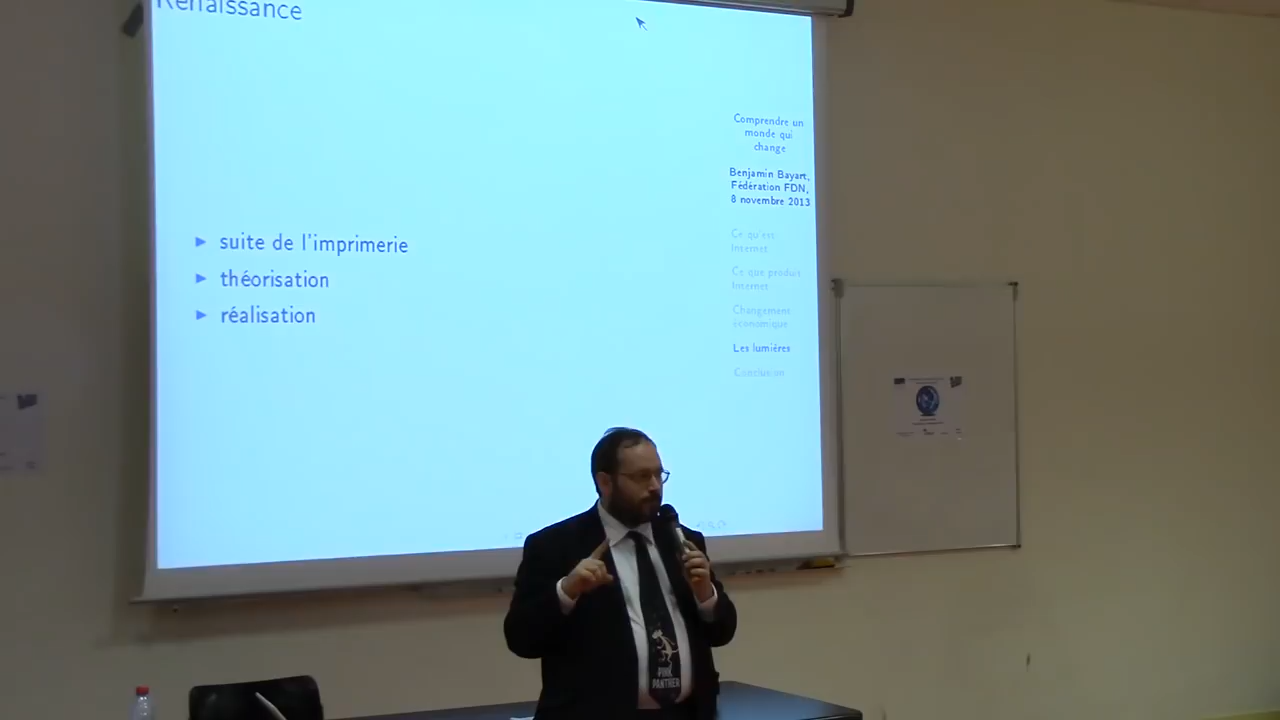 Renaissance
suite de l'imprimerie
théorisation
réalisation
Comprendre un
monde qui
change
Benjamin Bayart,
Fédération FDN,
8 novembre 2013
Ce qu'est
Internet
Ce que produit
Internet
Changement
économique
Les lumières
Conclusion
PINK
PANTHER